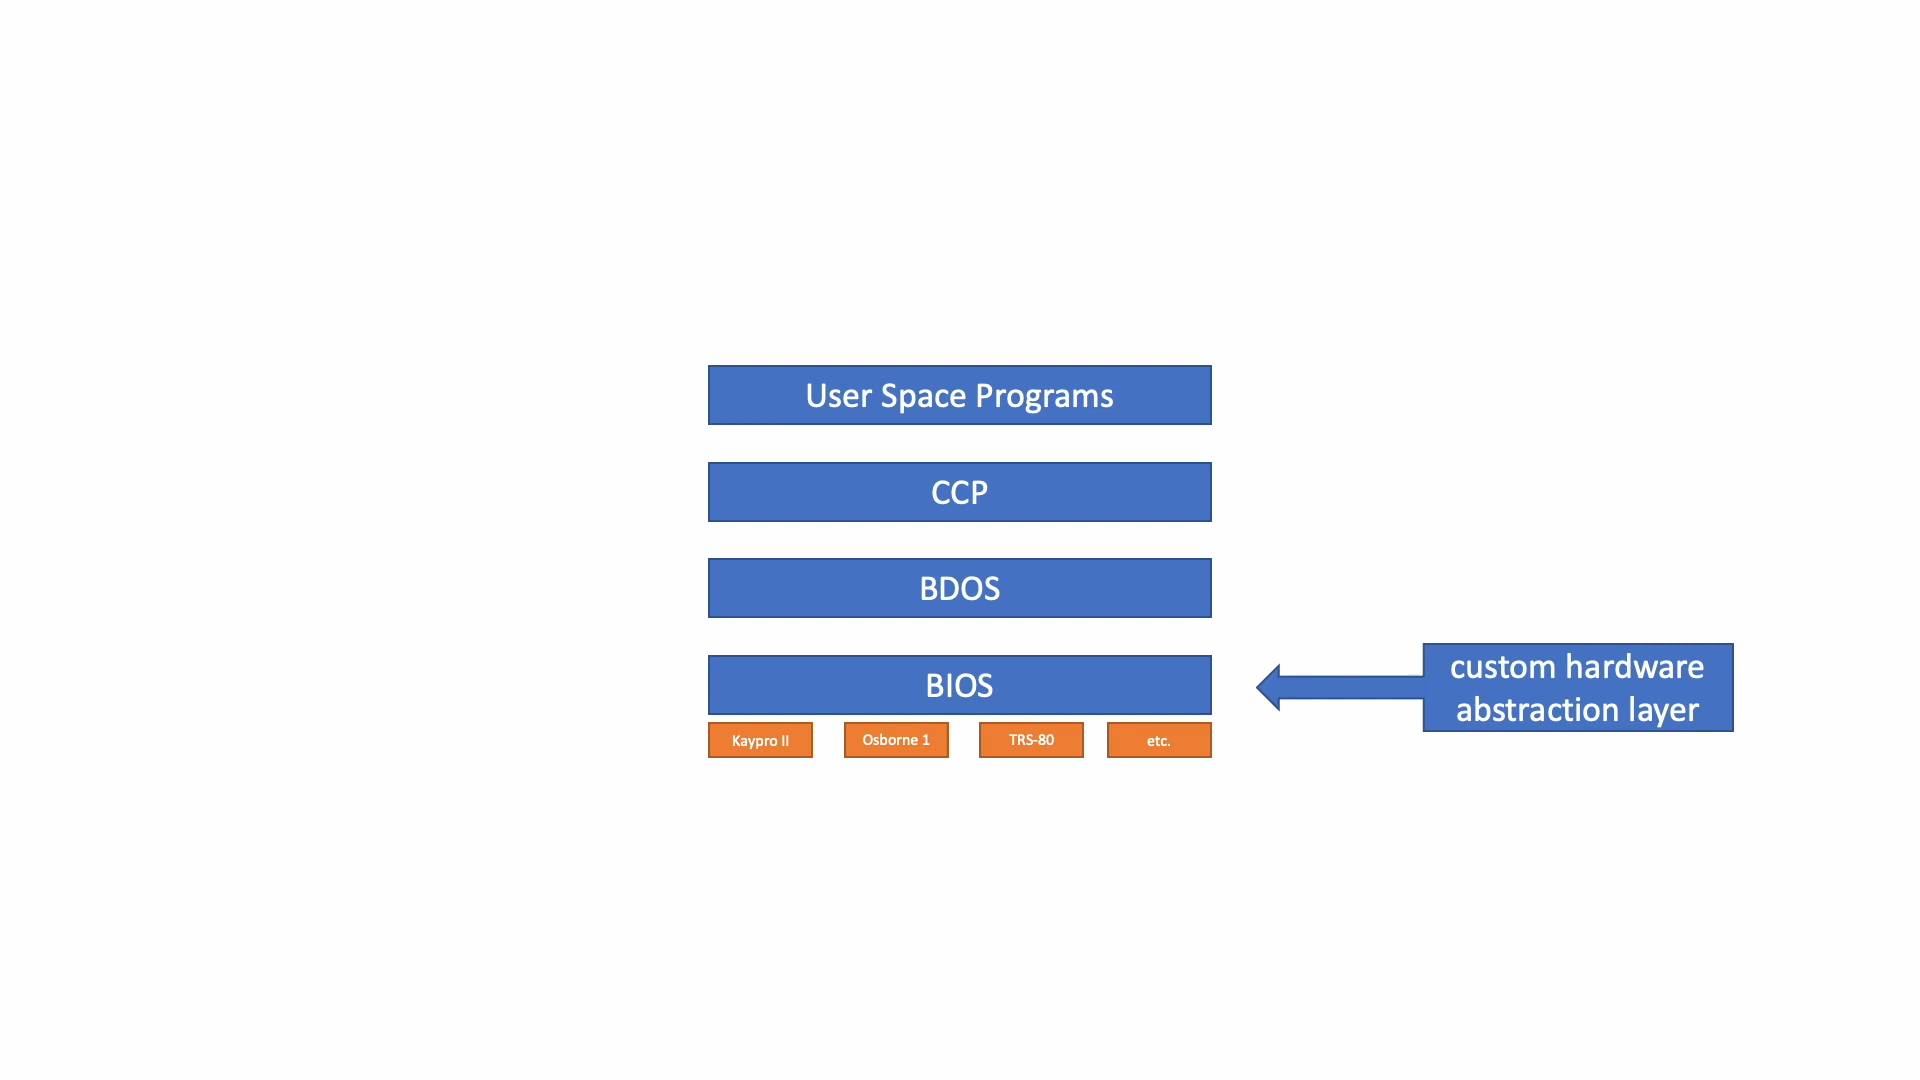 User Space Programs
CCP
BDOS
BIOS
custom hardware
abstraction layer
Kaypro II
Osborne 1
TRS-80
etc.